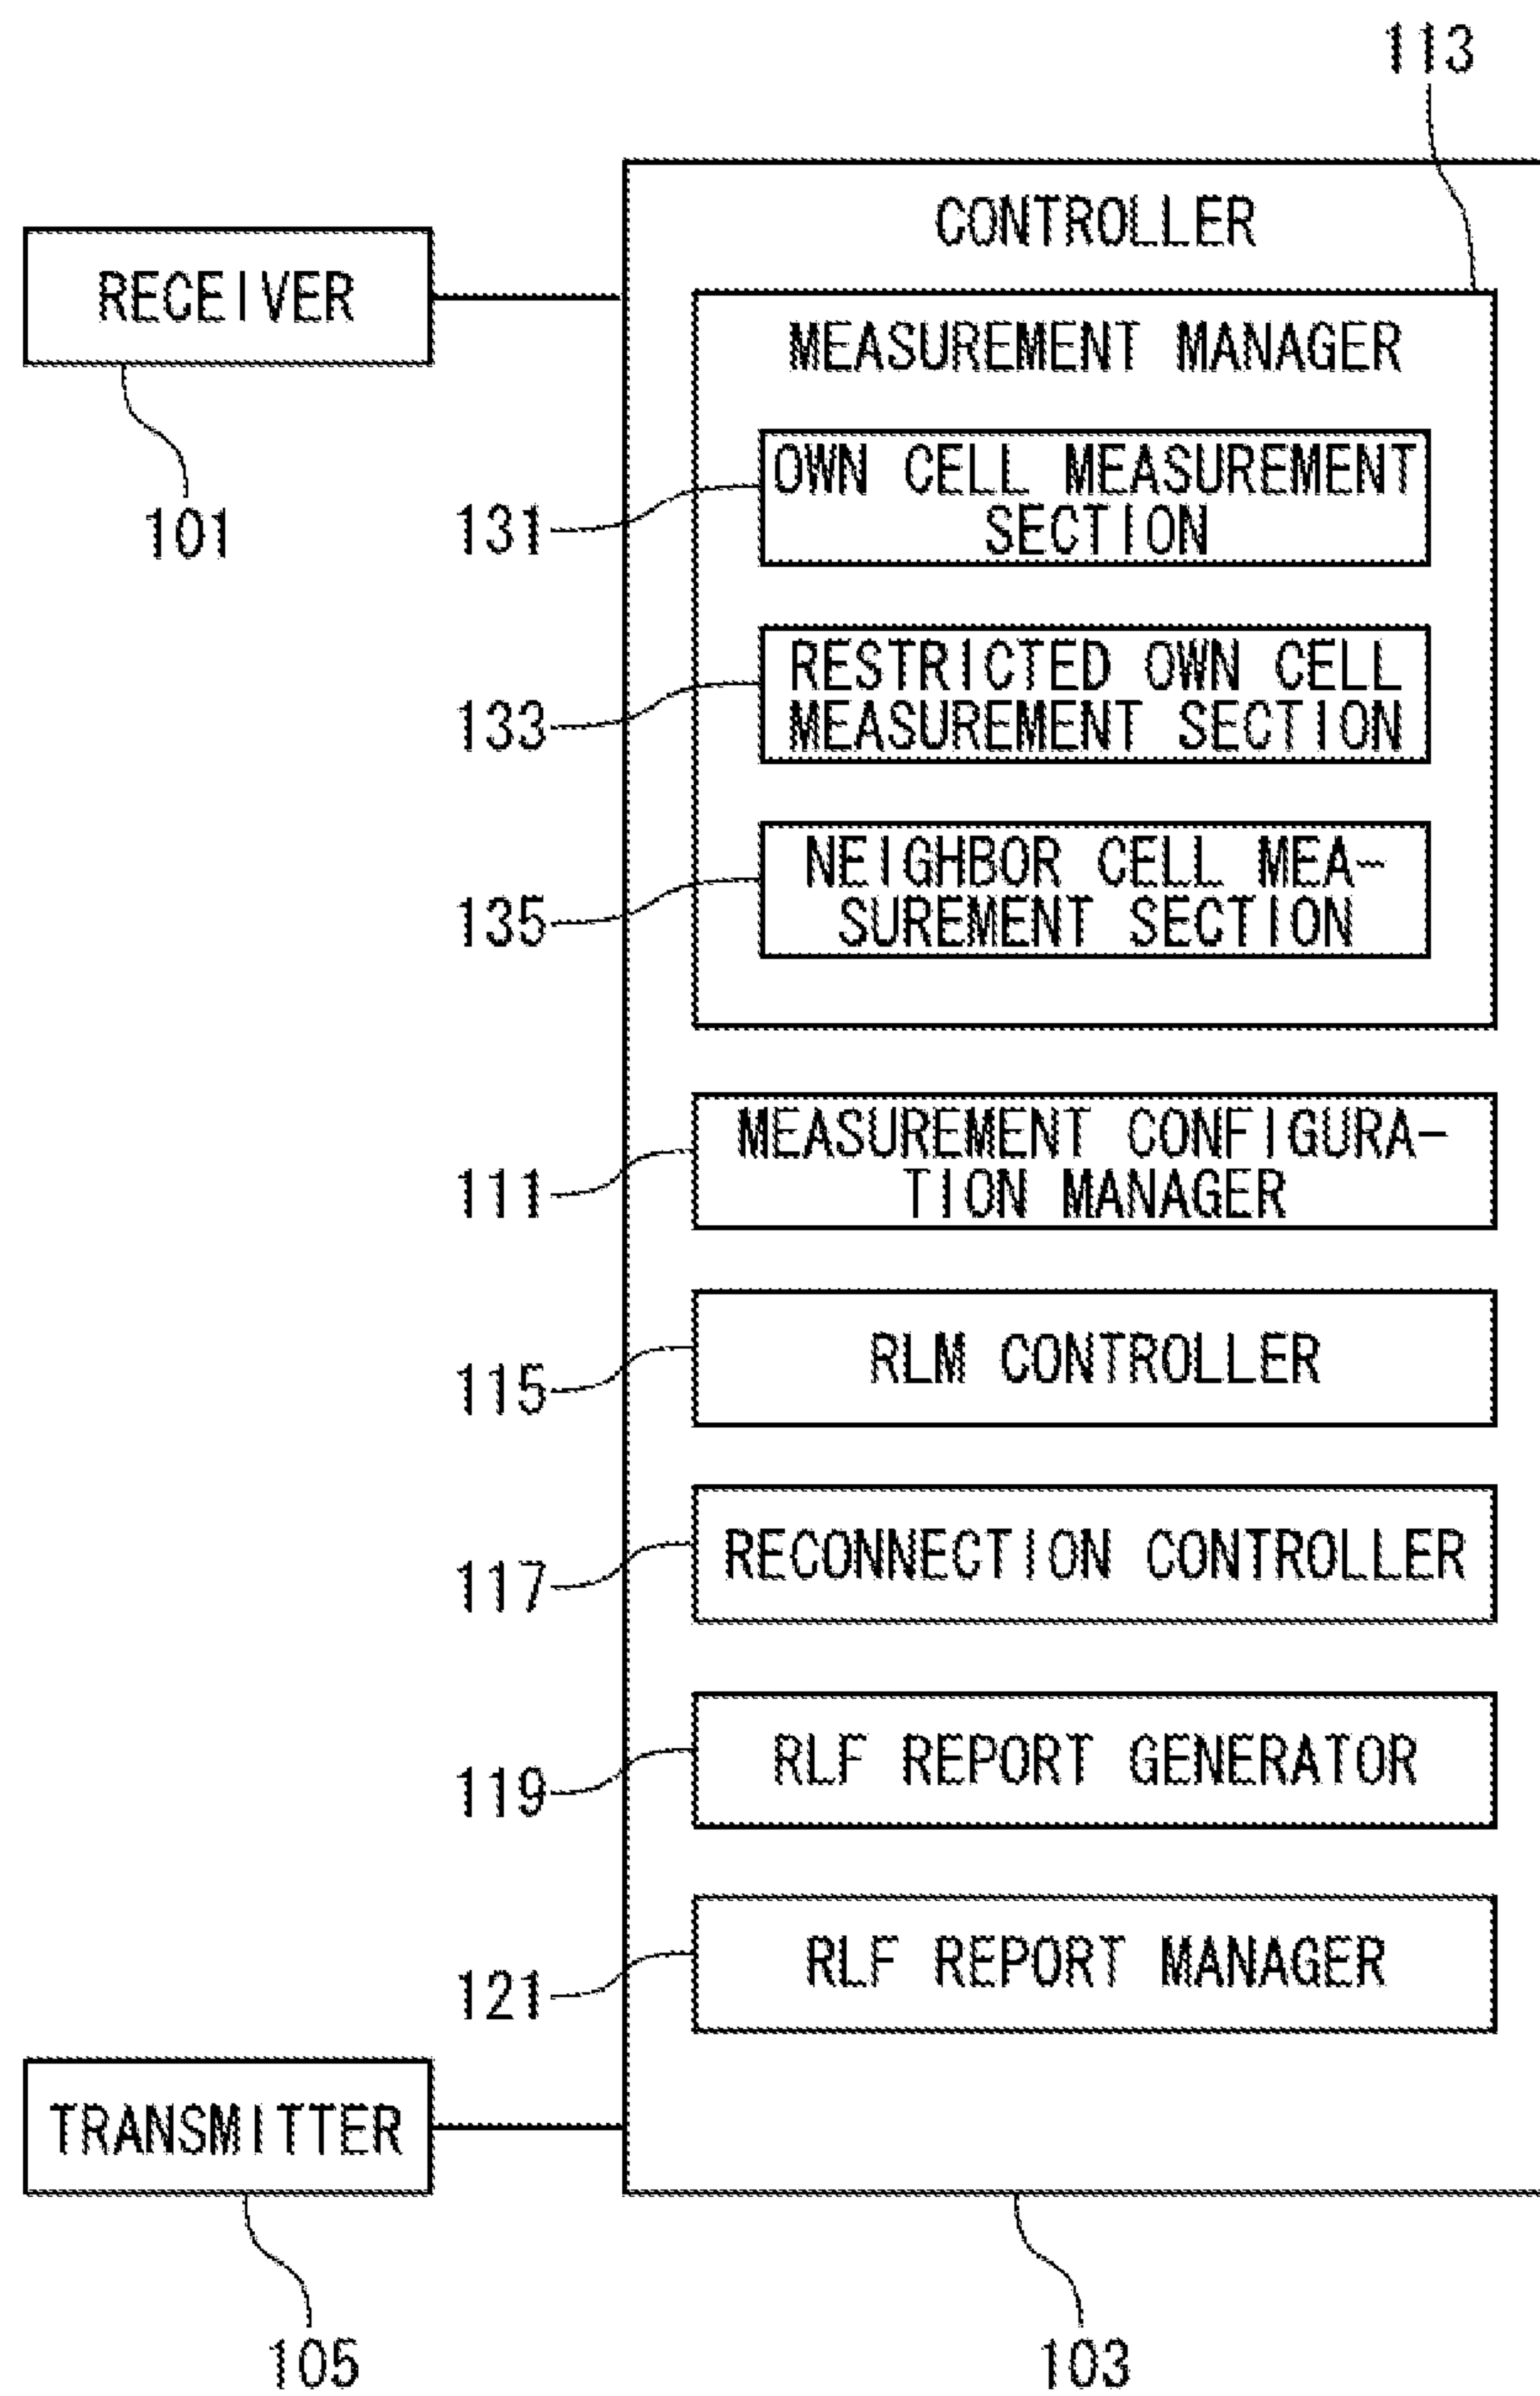 113
CONTROLLER
RECEIVER
101
MEASUREMENT MANAGER
OWN CELL MEASUREMENT
SECTION
131
RESTRICTED OWN CELL
MEASUREMENT SECTION
133
NEIGHBOR CELL MEA-
SUREMENT SECTION
135
MEASUREMENT CONFIGURA-
TION MANAGER
111
RLM CONTROLLER
115
RECONNECTION CONTROLLER
117
RLF REPORT GENERATOR
119
RLF REPORT MANAGER
121
TRANSMITTER
105
103